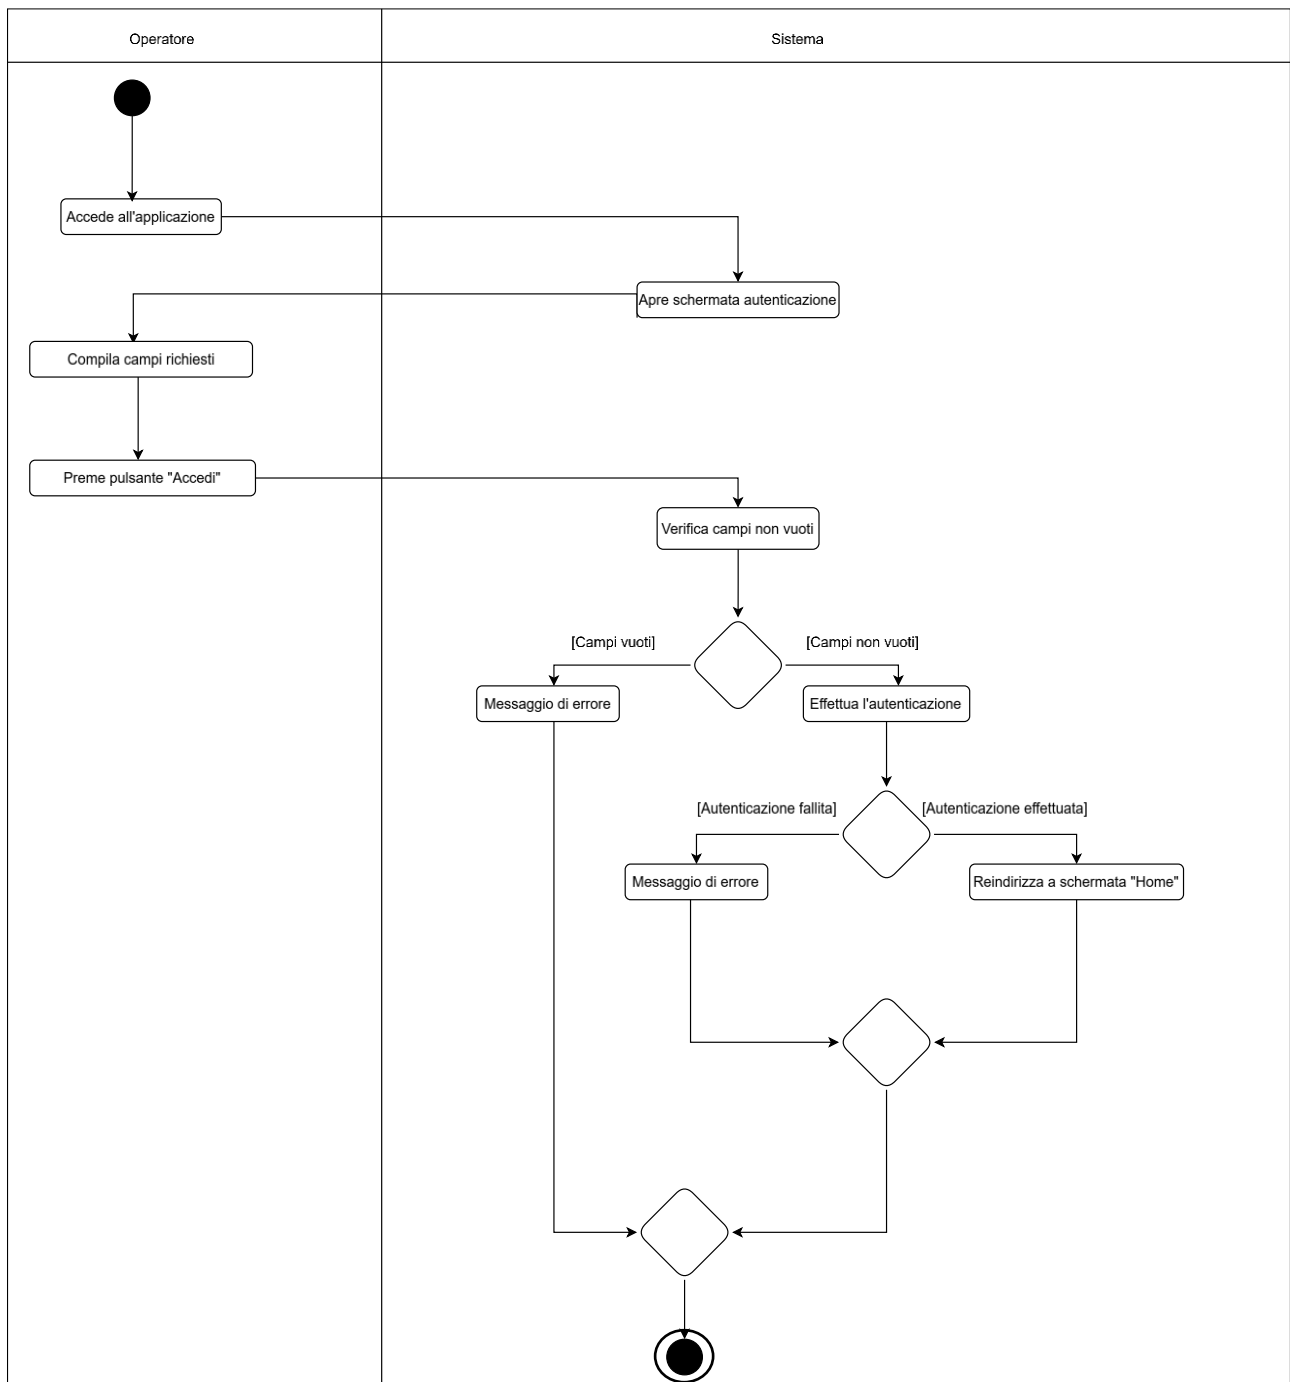 Operatore
Sistema
Accede all'applicazione
Apre schermata autenticazione
Compila campi richiesti
Preme pulsante "Accedi"
Verifica campi non vuoti
[Campi vuoti]
[Campi non vuoti]
Messaggio di errore
Effettua l'autenticazione
[Autenticazione fallita]
[Autenticazione effettuata]
Messaggio di errore
Reindirizza a schermata "Home"